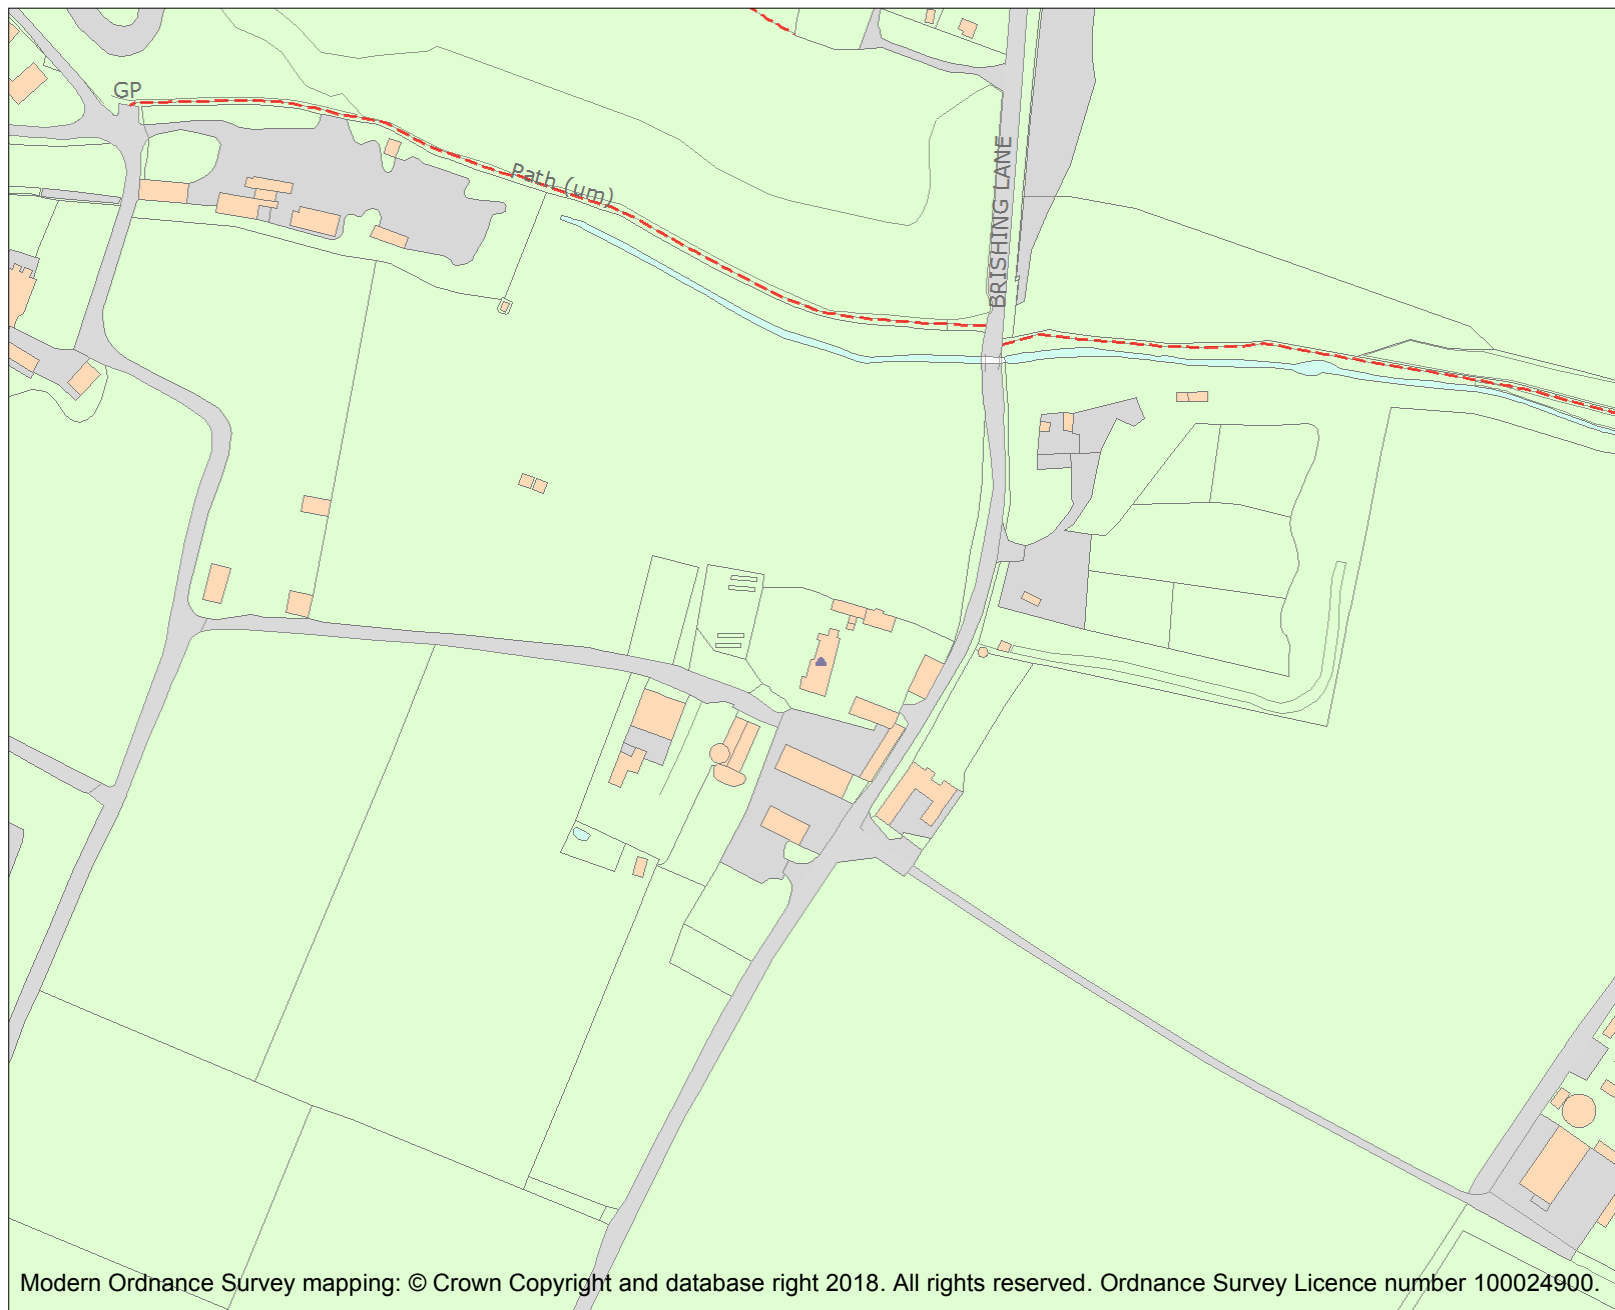 GP
Path (um)
BRISHING LANE
Modern Ordnance Survey mapping: © Crown Copyright and database right 2018. All rights reserved. Ordnance Survey Licence number 100024900.